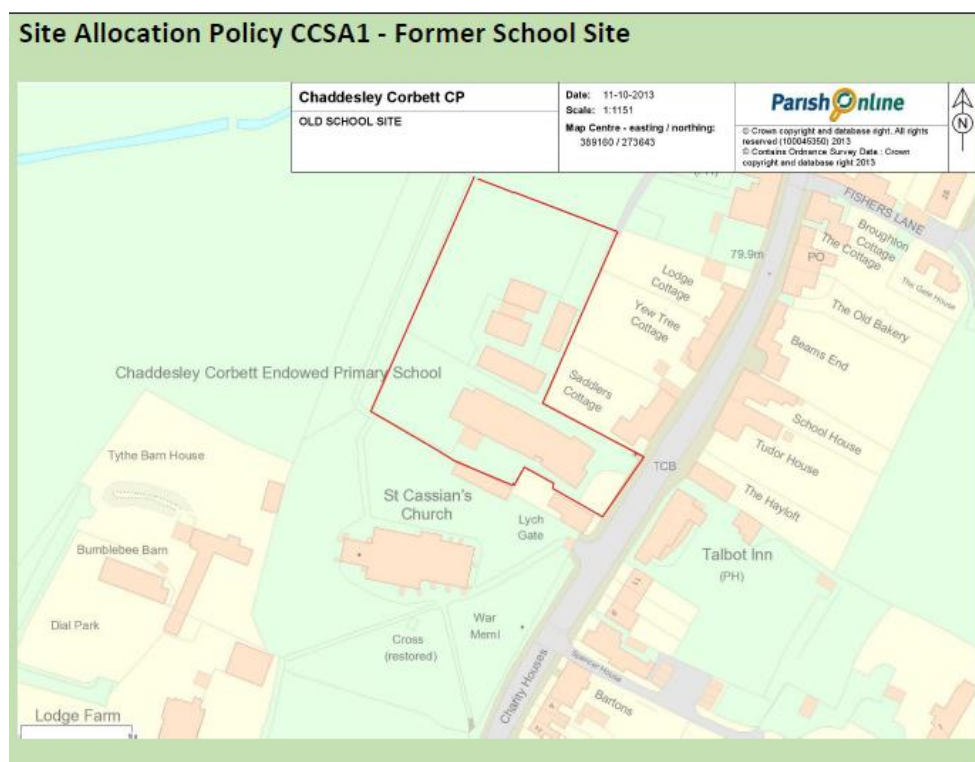 Site Allocation Policy CCSA1 - Former School Site
Chaddesley Corbett CP
OLD SCHOOL SITE
Date: 11-10-2013
Scale: 1:1151
Map Centre - easting / northing:
389160 / 273643
Parish Online
© Crown copyright and database right. All rights
reserved (100045350) 2013
© Contains Ordnance Survey Data : Crown
copyright and database right 2013
N
(PH)
FISHERS LANE
Broughton
Cottage
The Cottage
The Gate House
79.9m
PO
Lodge
Cottage
Yew Tree
Cottage
The Old Bakery
Beams End
Chaddesley Corbett Endowed Primary School
Saddlers
Cottage
School House
Tudor House
TCB
The Hayloft
Tythe Barn House
St Cassian's
Church
Lych
Gate
Talbot Inn
(PH)
Bumblebee Barn
11
Dial Park
War
Meml
Cross
(restored)
Spencer House
Charity Houses
Bartons
Lodge Farm